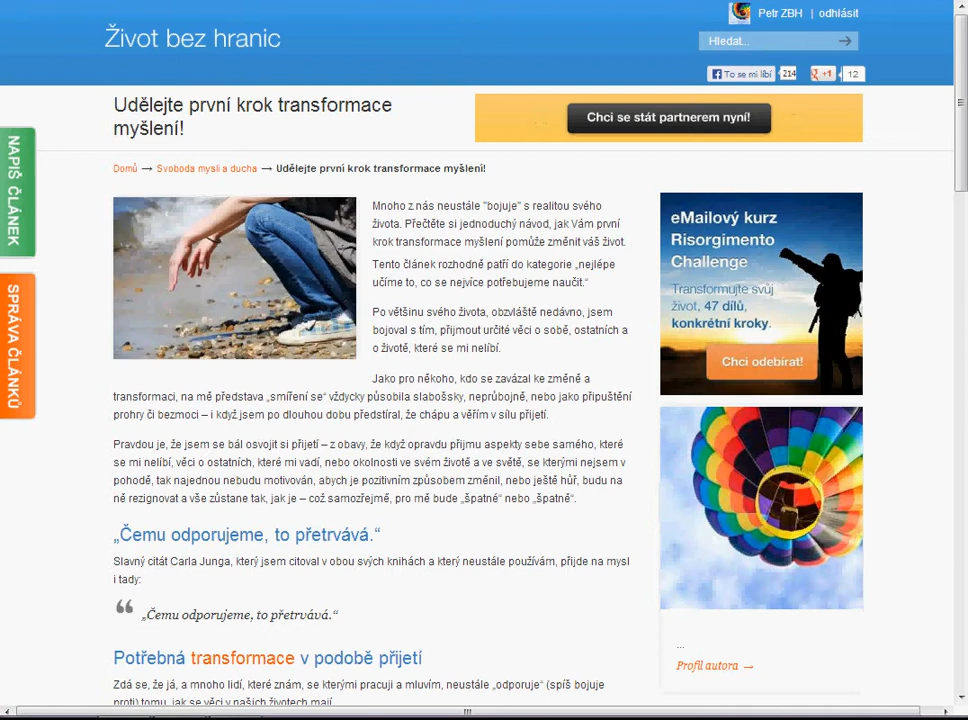 Život bez hranic
Petr ZBH | odhlásit
Hledat...
To se mi líbí 214
+1 12
Udělejte první krok transformace
myšlení!
Chci se stát partnerem nyní!
NAPIŠ ČLÁNEK
SPRÁVA ČLÁNKŮ
Domů → Svoboda mysli a ducha → Udělejte první krok transformace myšlení!
Mnoho z nás neustále "bojuje" s realitou svého
života. Přečtěte si jednoduchý návod, jak Vám první
krok transformace myšlení pomůže změnit váš život.
Tento článek rozhodně patří do kategorie „nejlépe
učíme to, co se nejvíce potřebujeme naučit.“
Po většinu svého života, obzvláště nedávno, jsem
bojoval s tím, přijmout určité věci o sobě, ostatních a
o životě, které se mi nelíbí.
Jako pro někoho, kdo se zavázal ke změně a
transformaci, na mě představa „smíření se“ vždycky působila slabošsky, neprůbojně, nebo jako připuštění
prohry či bezmoci – i když jsem po dlouhou dobu předstíral, že chápu a věřím v sílu přijetí.
Pravdou je, že jsem se bál osvojit si přijetí – z obavy, že když opravdu přijmu aspekty sebe samého, které
se mi nelíbí, věci o ostatních, které mi vadí, nebo okolnosti ve svém životě a ve světě, se kterými nejsem v
pohodě, tak najednou nebudu motivován, abych je pozitivním způsobem změnil, nebo ještě hůř, budu na
ně rezignovat a vše zůstane tak, jak je – což samozřejmě, pro mě bude „špatné“ nebo „špatně“.
„Čemu odporujeme, to přetrvává.“
Slavný citát Carla Junga, který jsem citoval v obou svých knihách a který neustále používám, přijde na mysl
i tady:
„Čemu odporujeme, to přetrvává.“
Potřebná transformace v podobě přijetí
Zdá se, že já, a mnoho lidí, které znám, se kterými pracuji a mluvím, neustále „odporuje“ (spíš bojuje
proti) tomu, jak se věci v našich životech mají.
eMailový kurz
Risorgimento
Challenge
Transformujte svůj
život, 47 dílů,
konkrétní kroky.
Chci odebírat!
...
Profil autora →